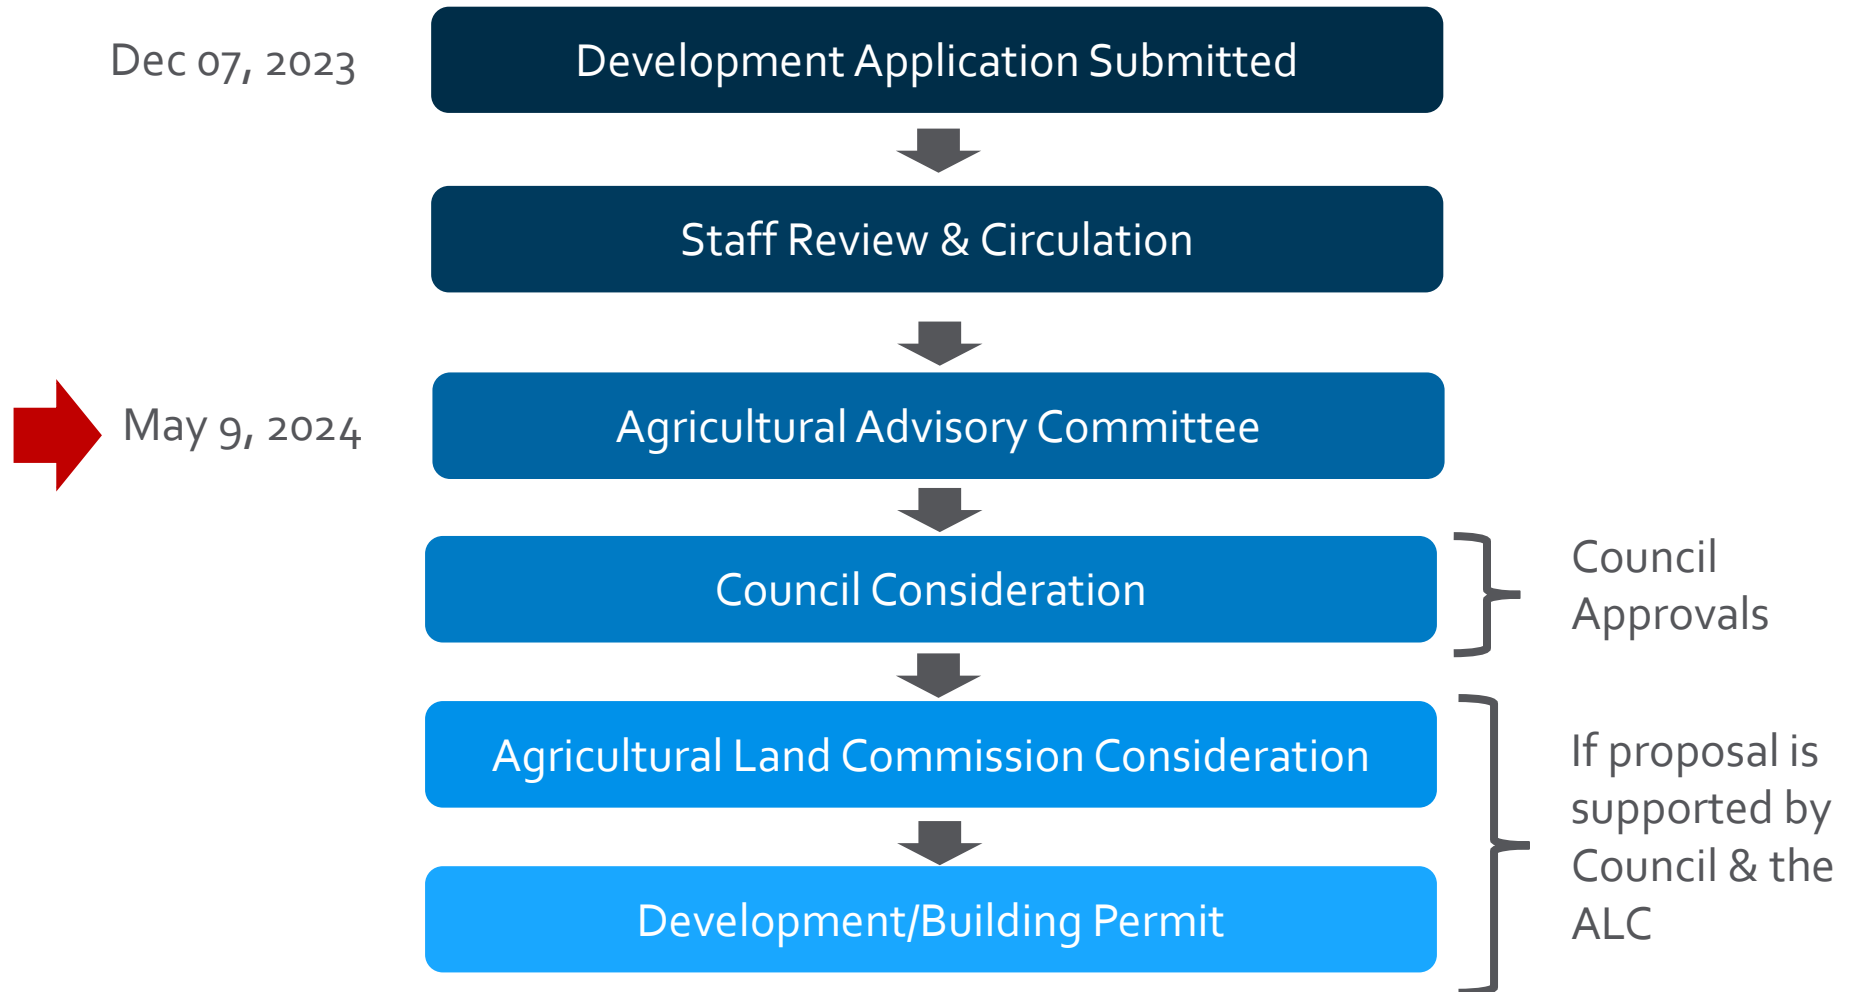 Dec 07, 2023
Development Application Submitted
Staff Review & Circulation
May 9, 2024
Agricultural Advisory Committee
Council Consideration
Council
Approvals
Agricultural Land Commission Consideration
If proposal is
supported by
Council & the
ALC
Development/Building Permit